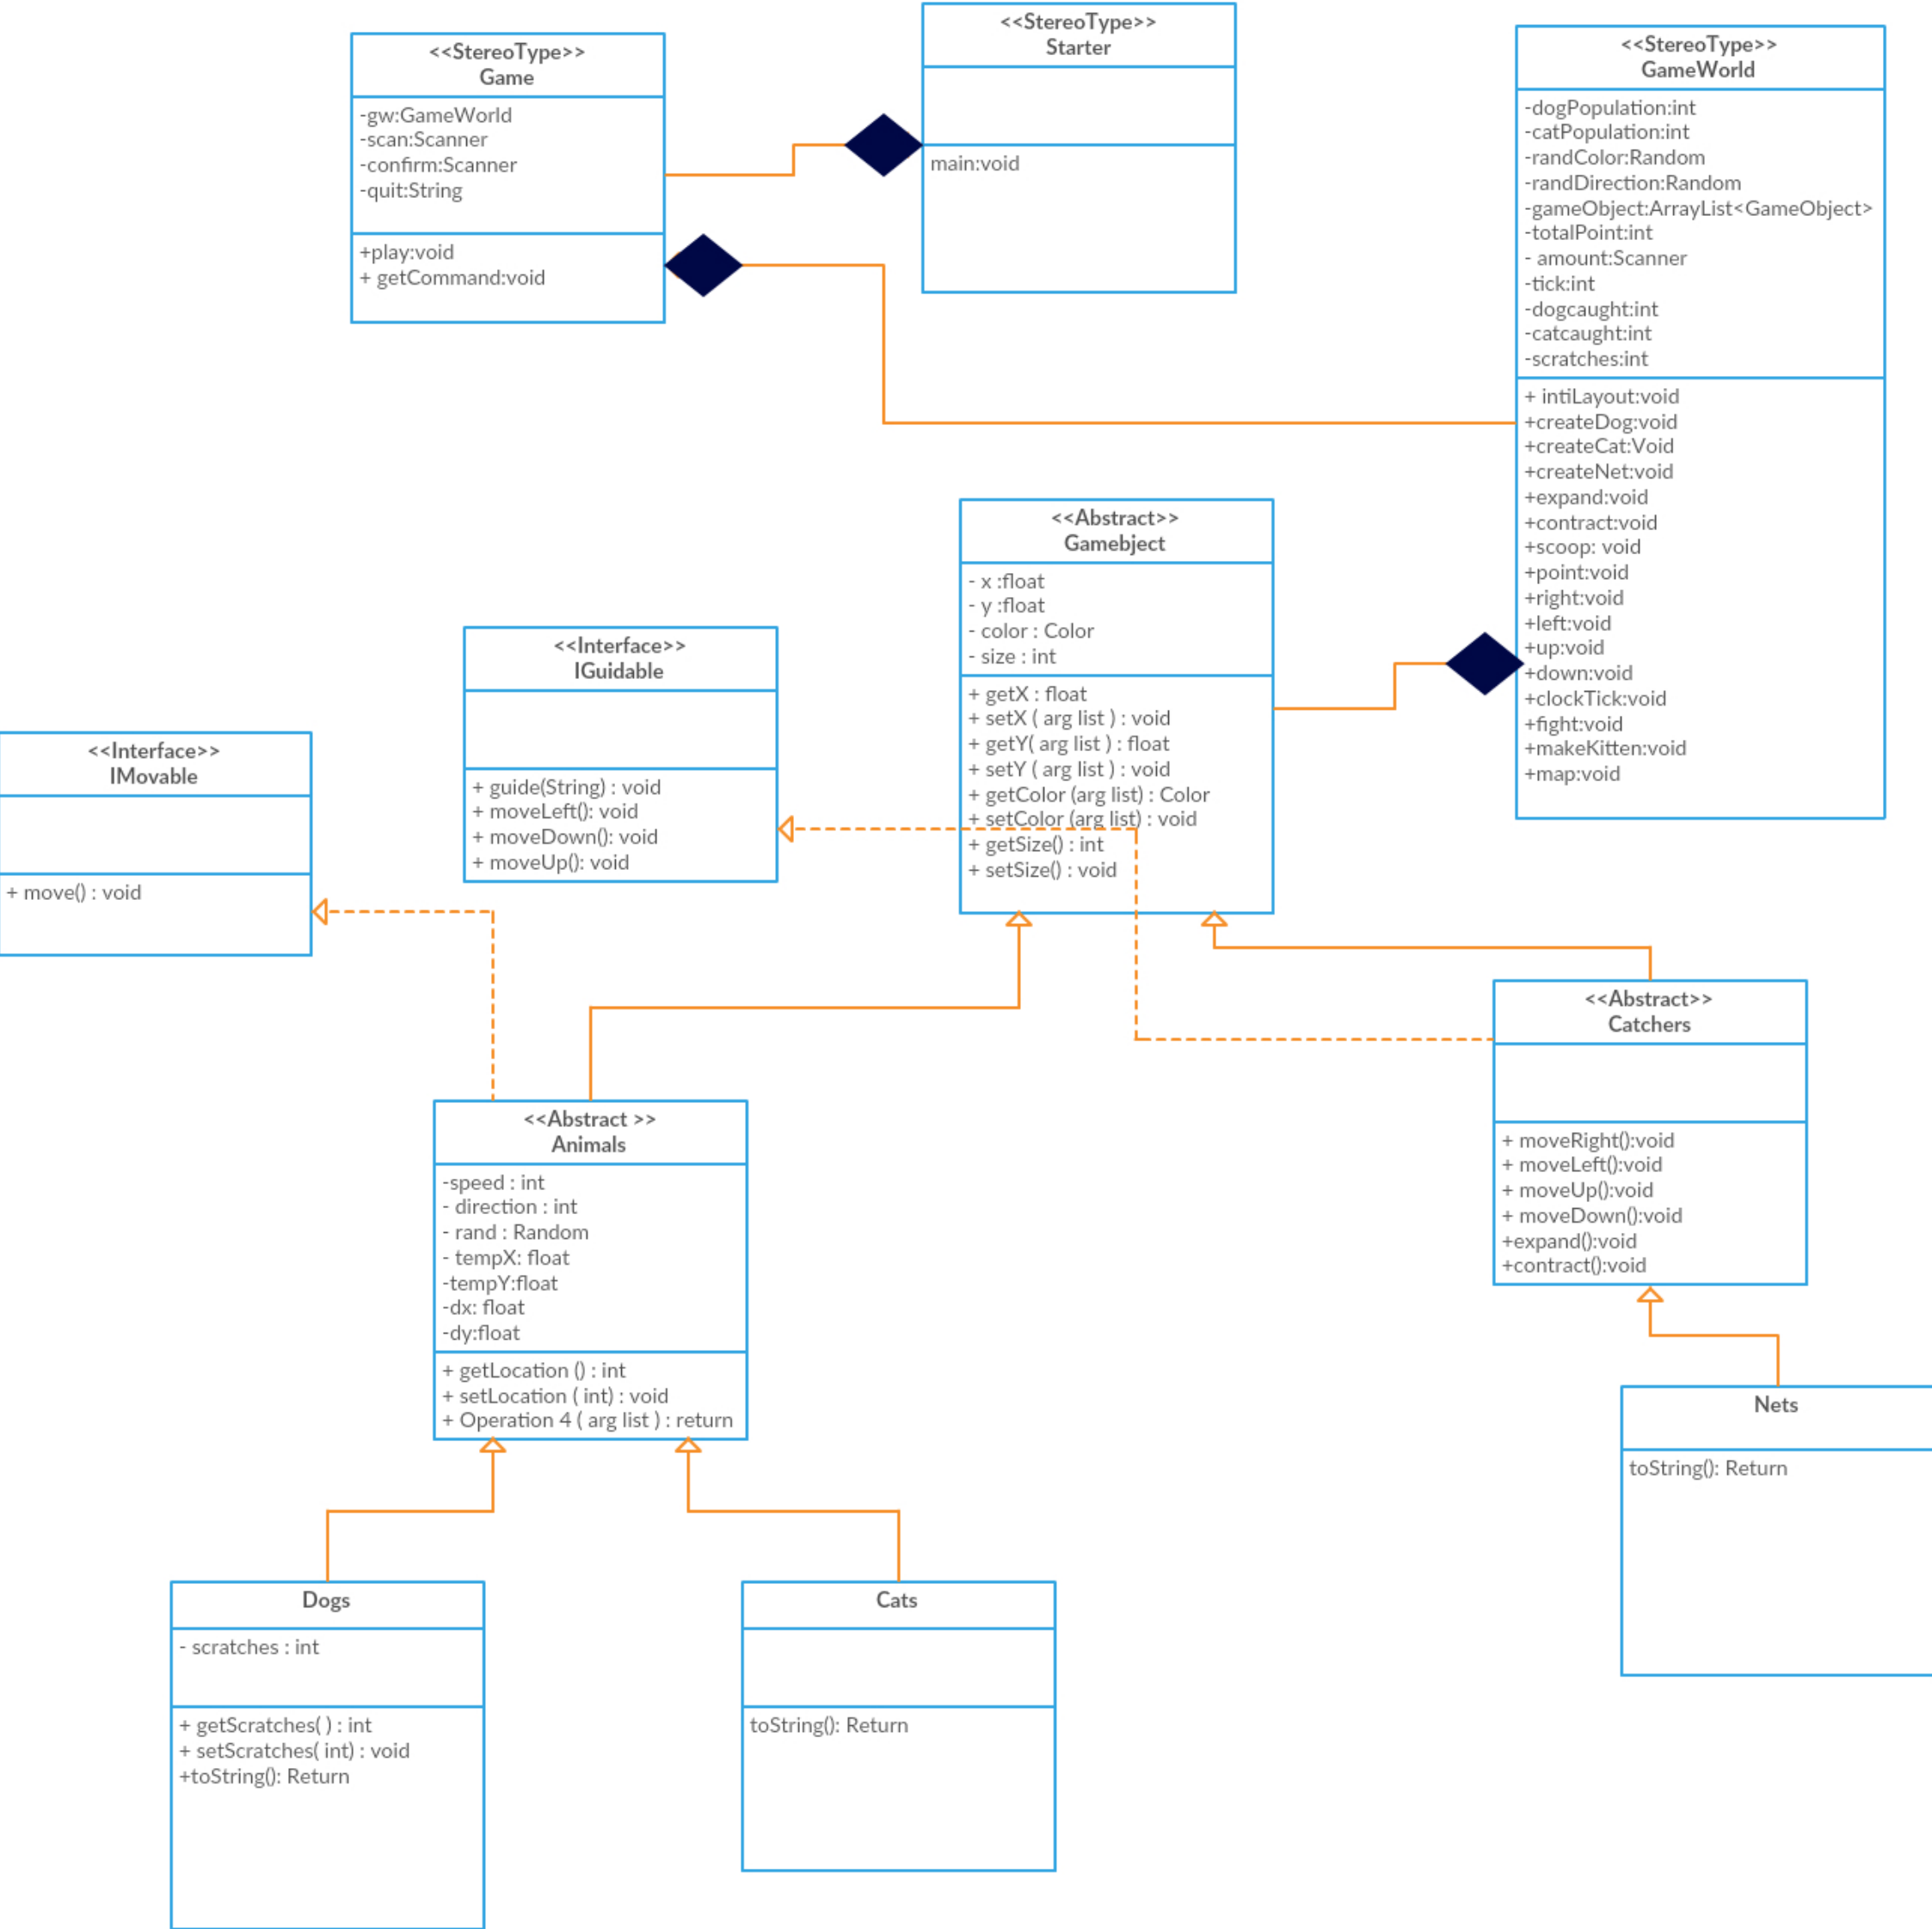 <<StereoType>>
Game
-gw:GameWorld
-scan:Scanner
-confirm:Scanner
-quit:String
+play:void
+ getCommand:void
<<StereoType>>
Starter
main:void
<<StereoType>>
GameWorld
-dogPopulation:int
-catPopulation:int
-randColor:Random
-randDirection:Random
-gameObject:ArrayList<GameObject>
-totalPoint:int
- amount:Scanner
-tick:int
-dogcaught:int
-catcaught:int
-scratches:int
+ intiLayout:void
+createDog:void
+createCat:Void
+createNet:void
+expand:void
+contract:void
+scoop: void
+point:void
+right:void
+left:void
+up:void
+down:void
+clockTick:void
+fight:void
+makeKitten:void
+map:void
<<Abstract>>
Gamebject
- x :float
- y :float
- color : Color
- size : int
+ getX : float
+ setX ( arg list ) : void
+ getY( arg list ) : float
+ setY ( arg list ) : void
+ getColor (arg list) : Color
+ setColor (arg list) : void
+ getSize() : int
+ setSize() : void
<<Interface>>
IGuidable
+ guide(String) : void
+ moveLeft(): void
+ moveDown(): void
+ moveUp(): void
<<Interface>>
IMovable
+ move() : void
<<Abstract>>
Catchers
+ moveRight():void
+ moveLeft():void
+ moveUp():void
+ moveDown():void
+expand():void
+contract():void
<<Abstract >>
Animals
-speed : int
- direction : int
- rand : Random
- tempX: float
-tempY:float
-dx: float
-dy:float
+ getLocation () : int
+ setLocation ( int) : void
+ Operation 4 ( arg list ) : return
Nets
toString(): Return
Dogs
- scratches : int
+ getScratches( ) : int
+ setScratches( int) : void
+toString(): Return
Cats
toString(): Return